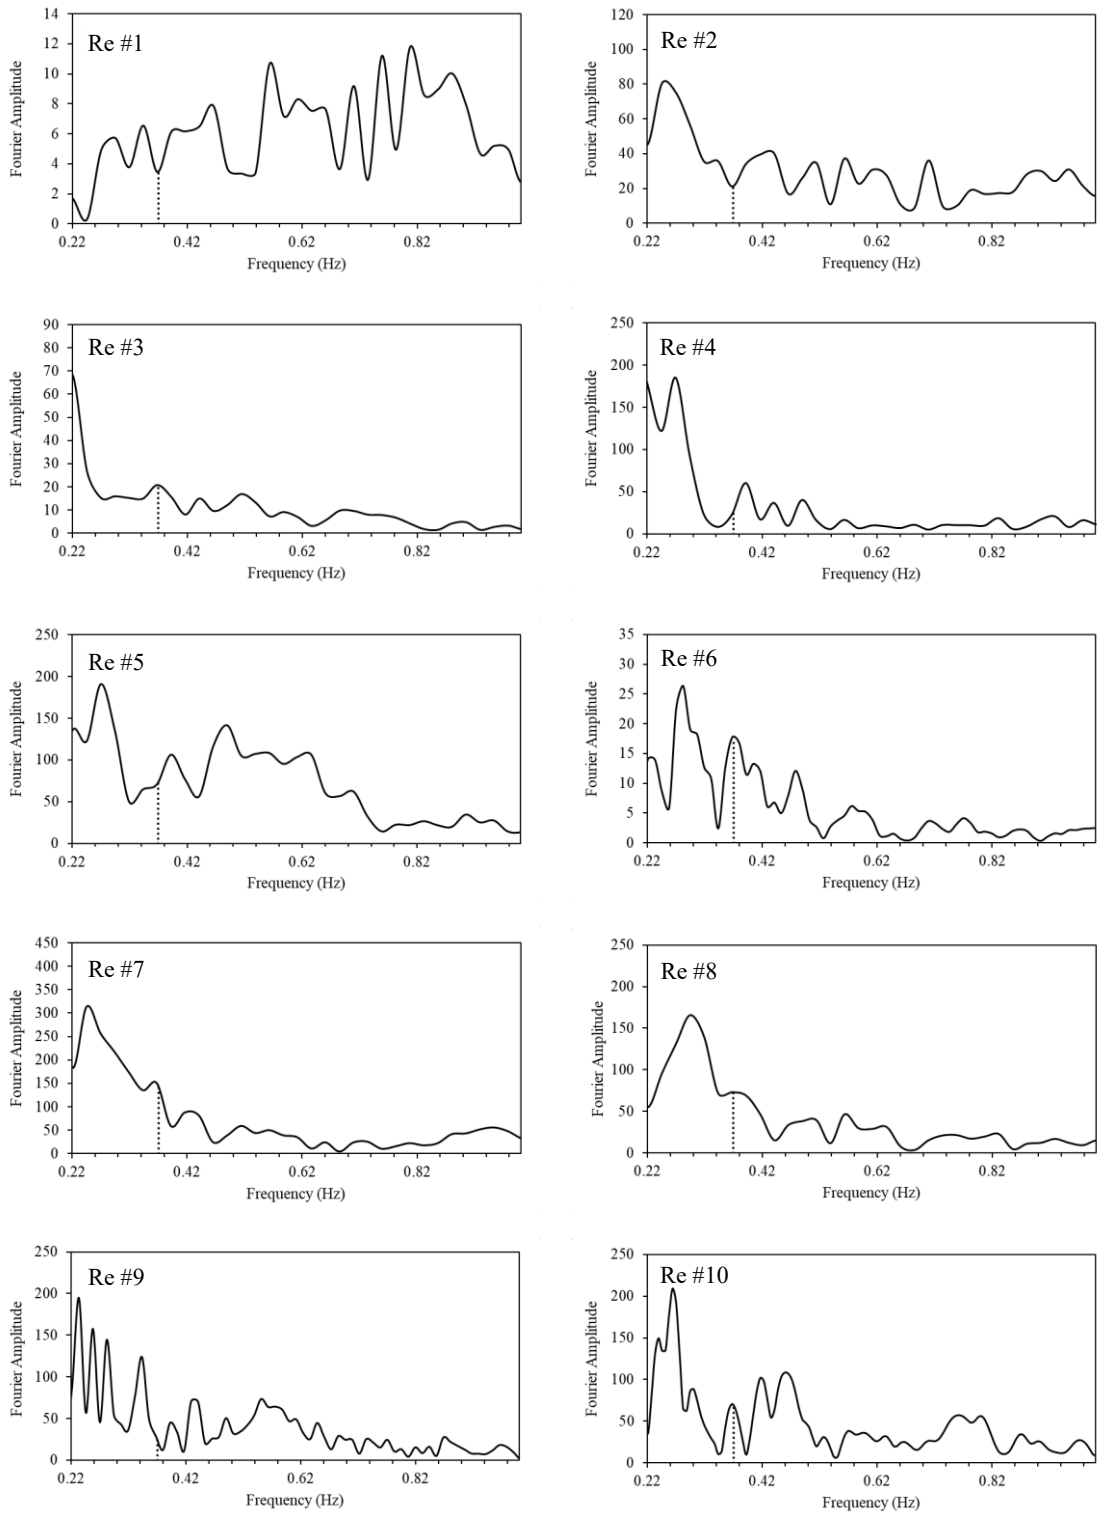 Re #1
Fourier Amplitude
14
12
10
8
6
4
2
0
0.22 0.42 0.62 0.82
Frequency (Hz)
Re #2
Fourier Amplitude
120
100
80
60
40
20
0
0.22 0.42 0.62 0.82
Frequency (Hz)
Re #3
Fourier Amplitude
90
80
70
60
50
40
30
20
10
0
0.22 0.42 0.62 0.82
Frequency (Hz)
Re #4
Fourier Amplitude
250
200
150
100
50
0
0.22 0.42 0.62 0.82
Frequency (Hz)
Re #5
Fourier Amplitude
250
200
150
100
50
0
0.22 0.42 0.62 0.82
Frequency (Hz)
Re #6
Fourier Amplitude
35
30
25
20
15
10
5
0
0.22 0.42 0.62 0.82
Frequency (Hz)
Re #7
Fourier Amplitude
450
400
350
300
250
200
150
100
50
0
0.22 0.42 0.62 0.82
Frequency (Hz)
Re #8
Fourier Amplitude
250
200
150
100
50
0
0.22 0.42 0.62 0.82
Frequency (Hz)
Re #9
Fourier Amplitude
250
200
150
100
50
0
0.22 0.42 0.62 0.82
Frequency (Hz)
Re #10
Fourier Amplitude
250
200
150
100
50
0
0.22 0.42 0.62 0.82
Frequency (Hz)